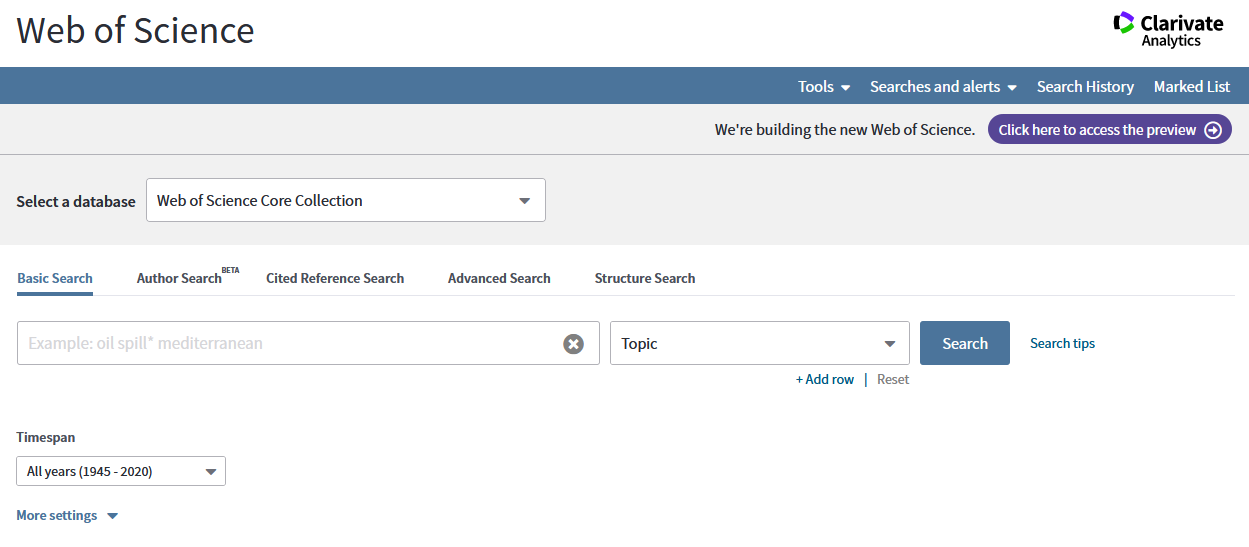 Web of Science
Clarivate
Analytics
Tools Searches and alerts Search History Marked List
We're building the new Web of Science. Click here to access the preview
Select a database Web of Science Core Collection
Basic Search Author Search BETA Cited Reference Search Advanced Search Structure Search
Example: oil spill* mediterranean Topic Search Search tips
+ Add row | Reset
Timespan
All years (1945 - 2020)
More settings